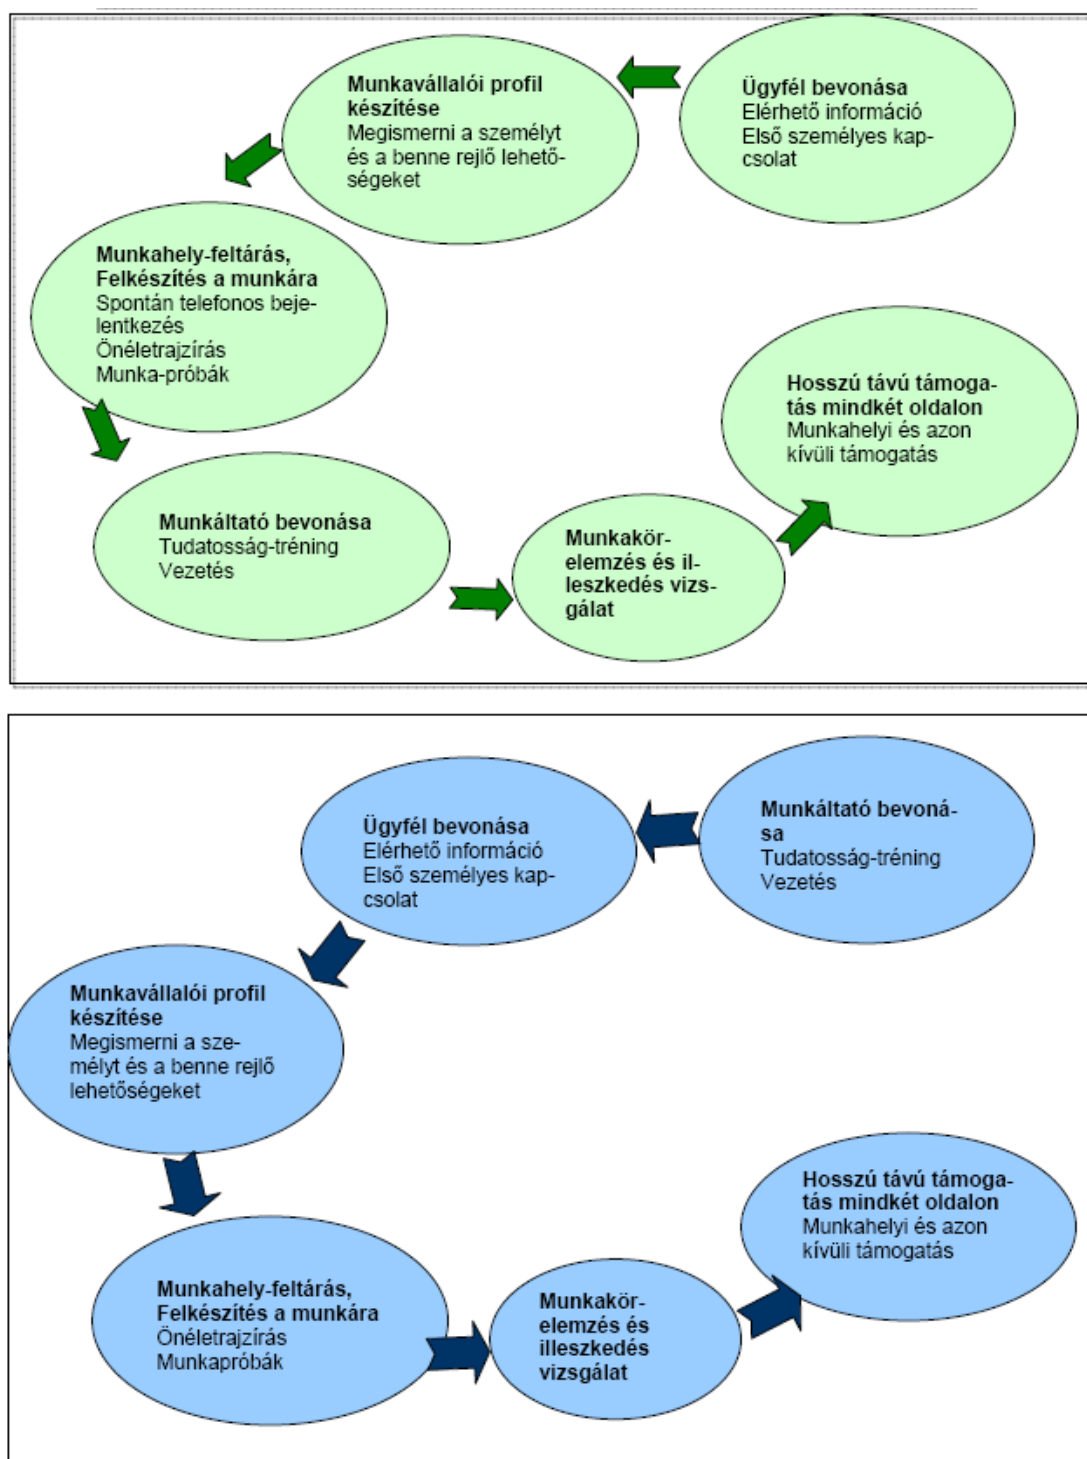 Ügyfél bevonása
Elérhető információ
Első személyes kap-
csolat
Munkavállalói profil
készítése
Megismerni a személyt
és a benne rejlő lehető-
ségeket
Munkahely-feltárás,
Felkészítés a munkára
Spontán telefonos beje-
lentkezés
Önéletrajzírás
Munka-próbák
Munkáltató bevonása
Tudatosság-tréning
Vezetés
Munkakör-
elemzés és il-
leszkedés vizs-
gálat
Hosszú távú támoga-
tás mindkét oldalon
Munkahelyi és azon
kívüli támogatás
Munkáltató bevoná-
sa
Tudatosság-tréning
Vezetés
Ügyfél bevonása
Elérhető információ
Első személyes kap-
csolat
Munkavállalói profil
készítése
Megismerni a sze-
mélyt és a benne rejlő
lehetőségeket
Munkahely-feltárás,
Felkészítés a munkára
Önéletrajzírás
Munkapróbák
Munkakör-
elemzés és
illeszkedés
vizsgálat
Hosszú távú támoga-
tás mindkét oldalon
Munkahelyi és azon
kívüli támogatás